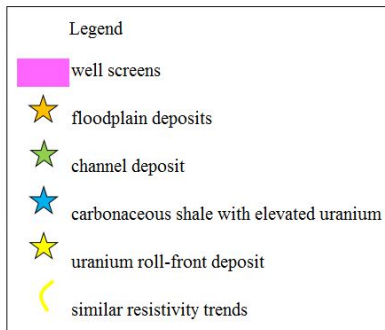 Legend
well screens
floodplain deposits
channel deposit
carbonaceous shale with elevated uranium
uranium roll-front deposit
similar resistivity trends